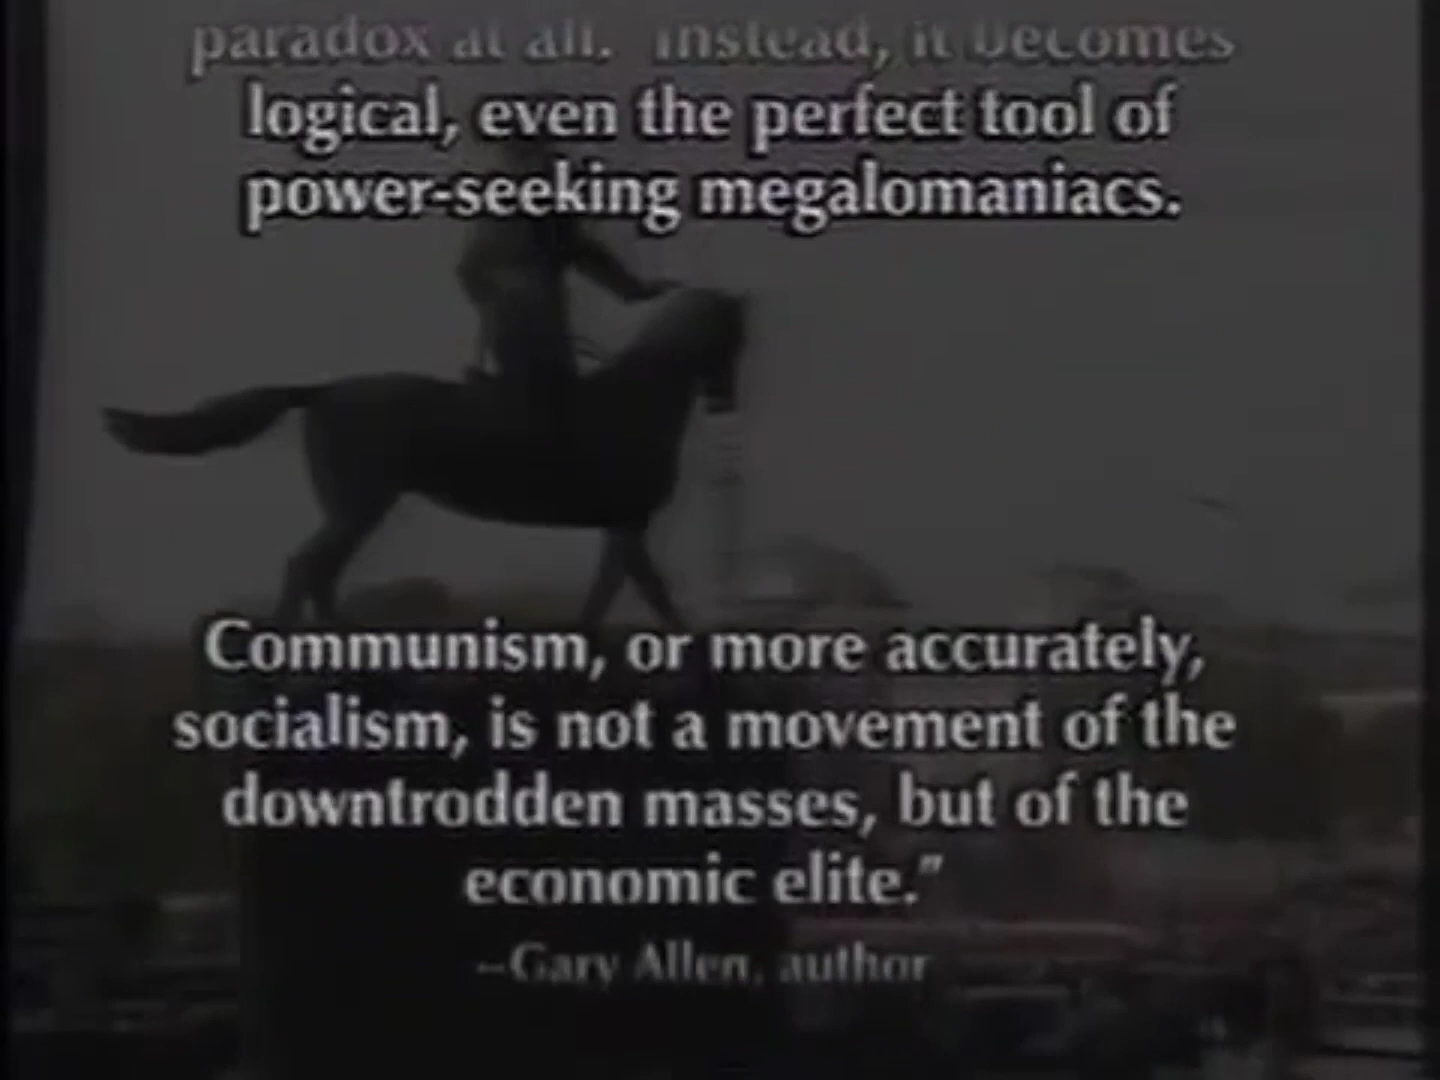 paradox at all. Instead, it becomes
logical, even the perfect tool of
power-seeking megalomaniacs.
Communism, or more accurately,
socialism, is not a movement of the
downtrodden masses, but of the
economic elite."
–Gary Allen, author